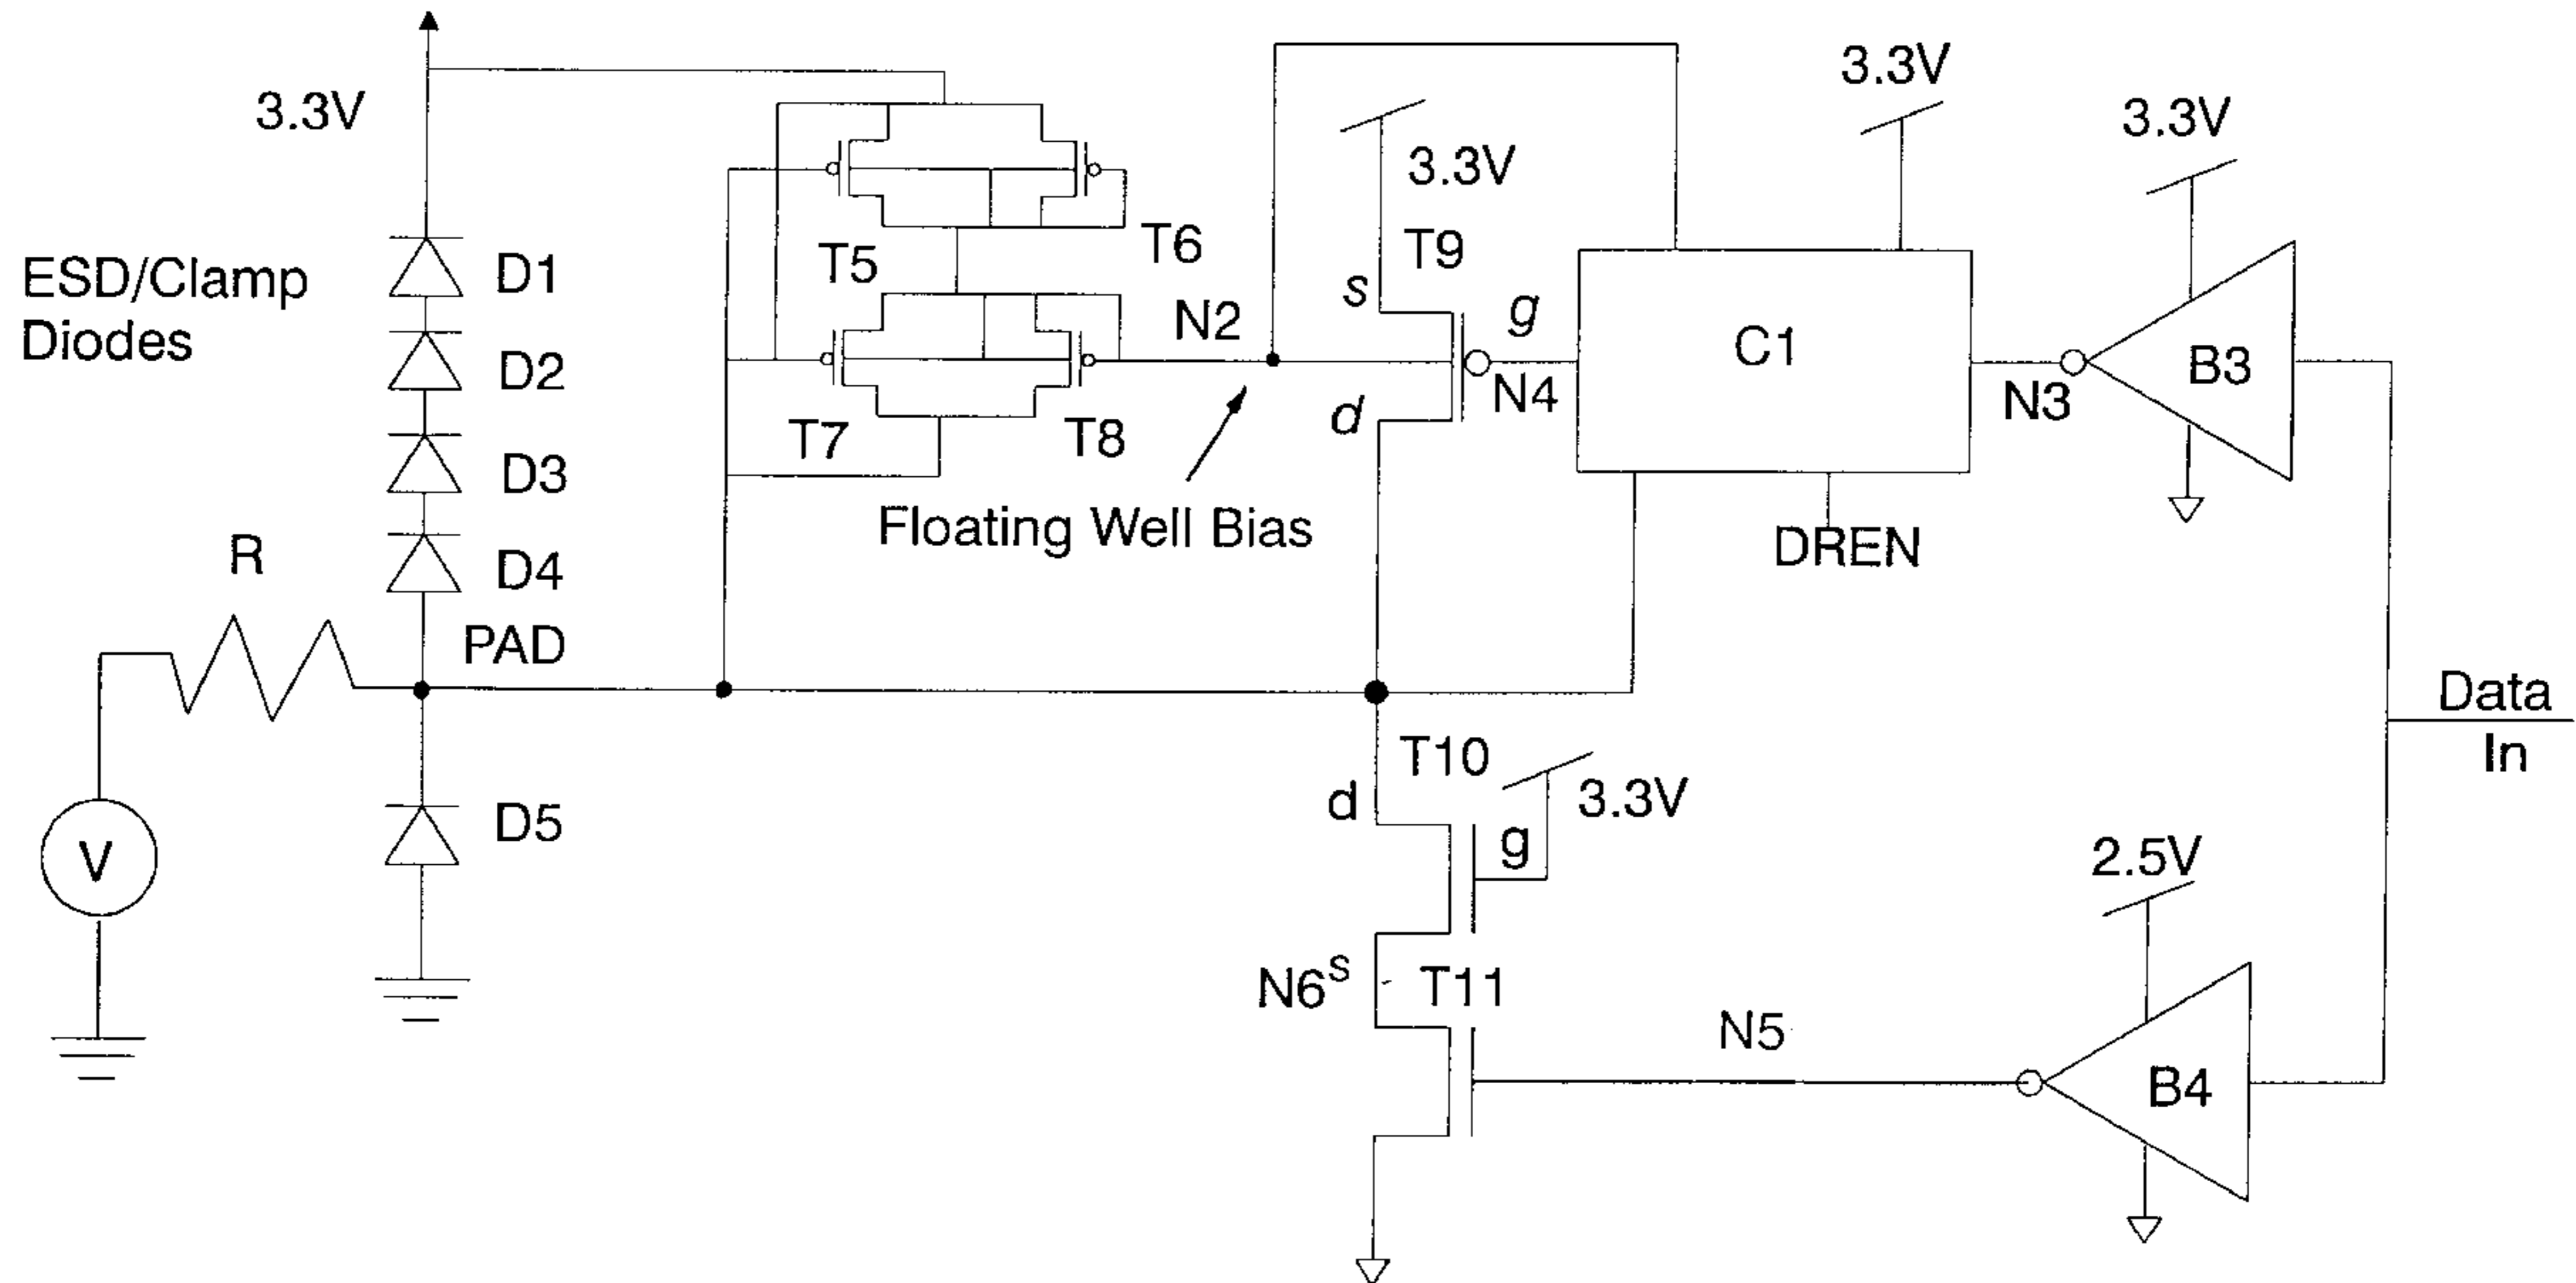 3.3V
ESD/Clamp
Diodes
D1
D2
D3
D4
R
PAD
V
D5
T5
T6
T7
T8
N2
Floating Well Bias
3.3V
T9
s
g
d
N4
C1
3.3V
DREN
N3
3.3V
B3
Data
In
T10
3.3V
d
g
N6 s
T11
N5
2.5V
B4